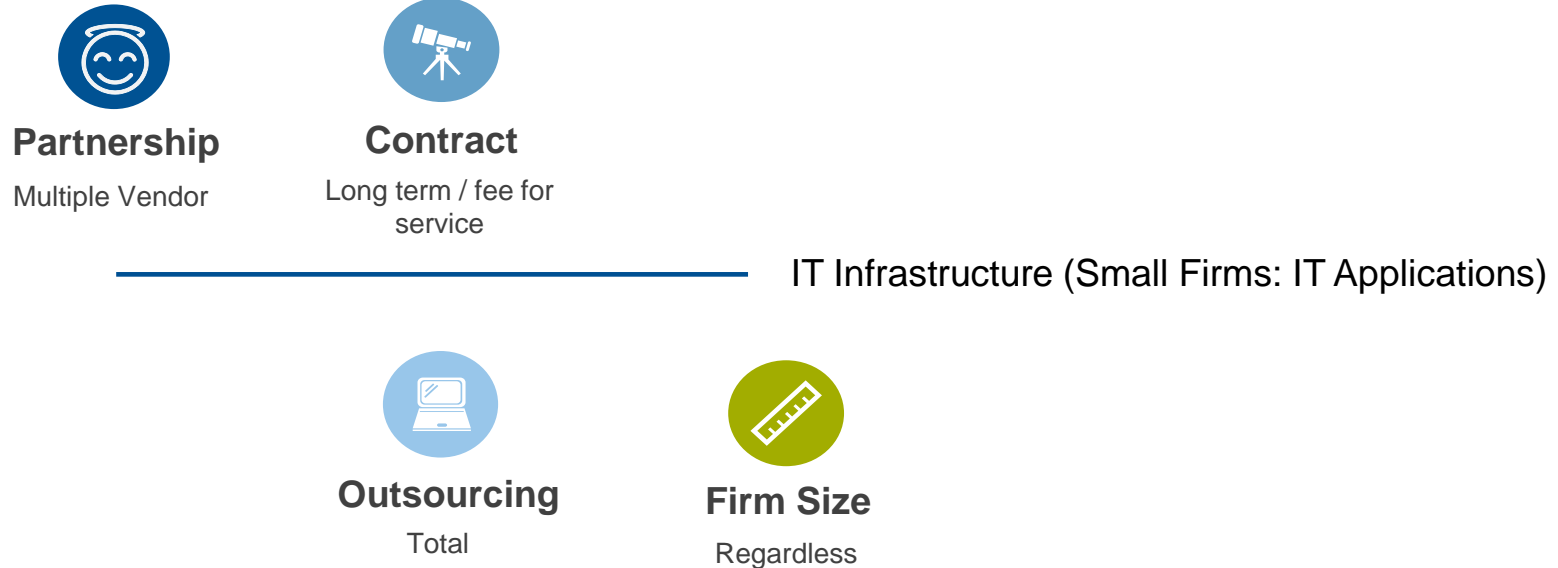 Partnership
Multiple Vendor
Contract
Long term / fee for
service
IT Infrastructure (Small Firms: IT Applications)
Outsourcing
Total
Firm Size
Regardless